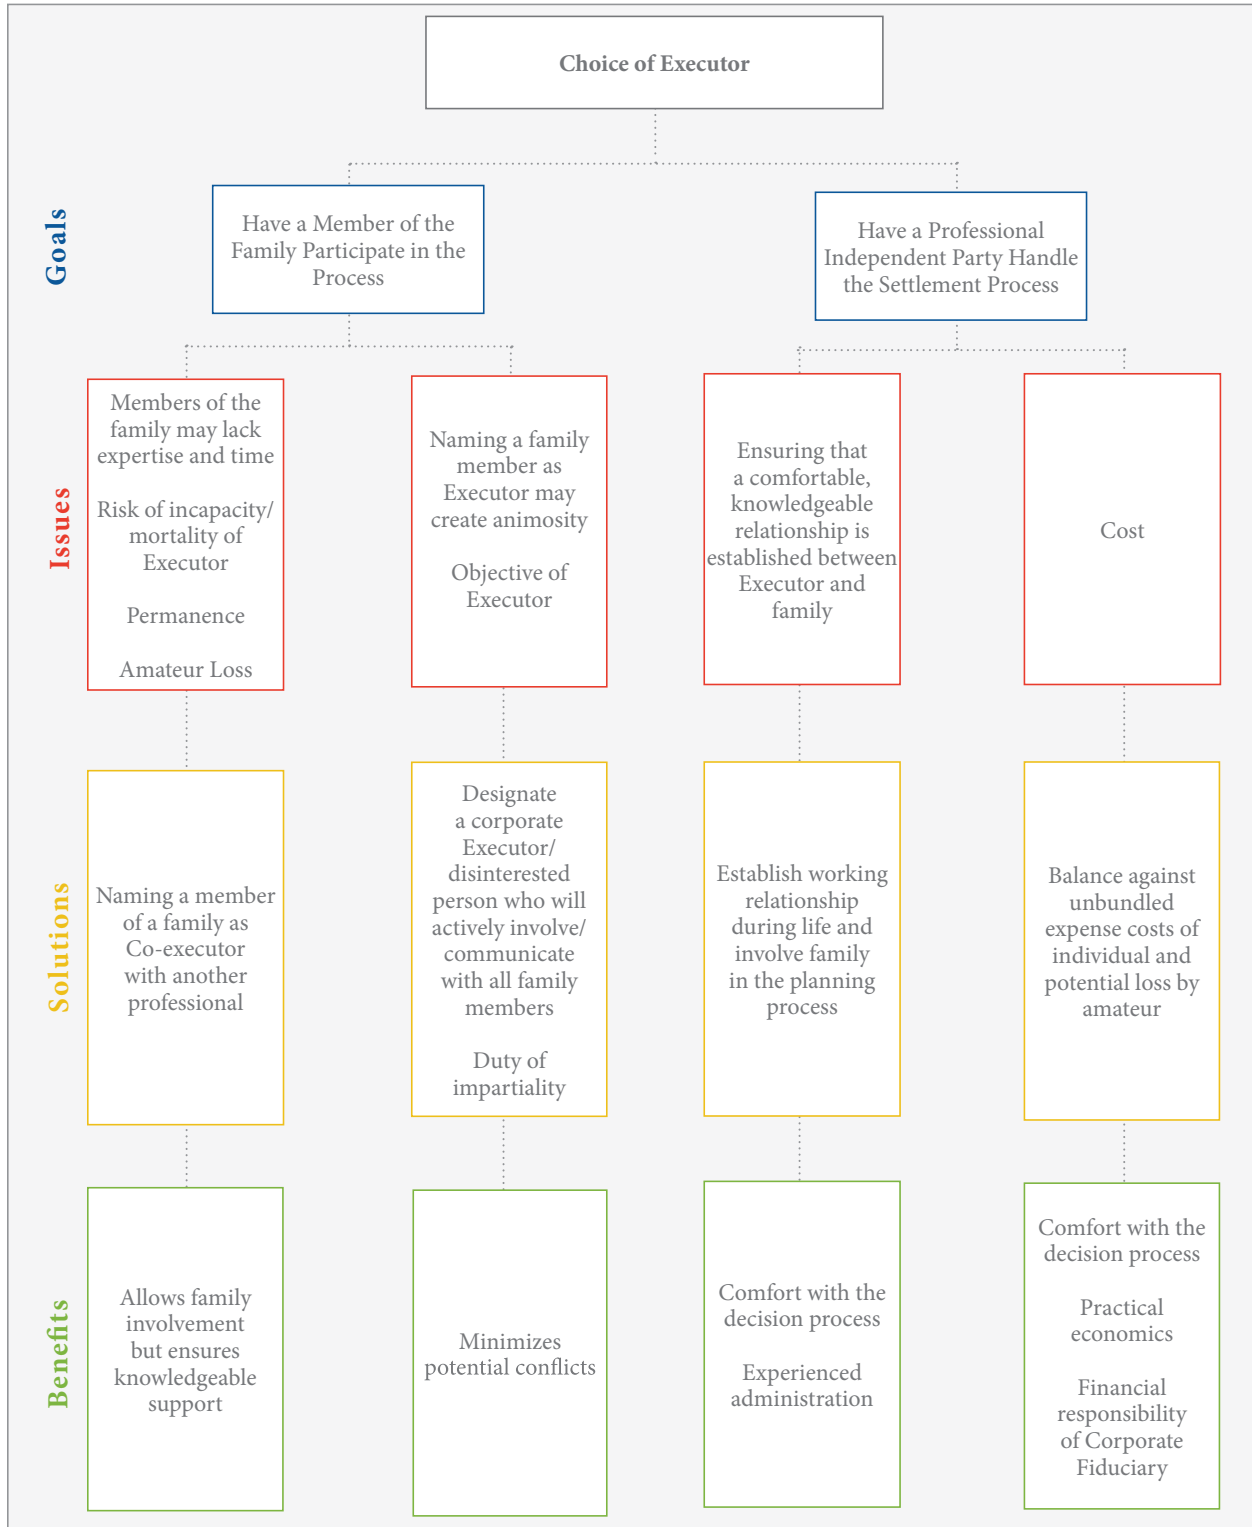 Choice of Executor
Goals
Have a Member of the
Family Participate in the
Process
Have a Professional
Independent Party Handle
the Settlement Process
Issues
Members of the
family may lack
expertise and time
Risk of incapacity/
mortality of
Executor
Permanence
Amateur Loss
Naming a family
member as
Executor may
create animosity
Objective of
Executor
Ensuring that
a comfortable,
knowledgeable
relationship is
established between
Executor and
family
Cost
Solutions
Naming a member
of a family as
Co-executor
with another
professional
Designate
a corporate
Executor/
disinterested
person who will
actively involve/
communicate
with all family
members
Duty of
impartiality
Establish working
relationship
during life and
involve family
in the planning
process
Balance against
unbundled
expense costs of
individual and
potential loss by
amateur
Benefits
Allows family
involvement
but ensures
knowledgeable
support
Minimizes
potential conflicts
Comfort with the
decision process
Experienced
administration
Comfort with the
decision process
Practical
economics
Financial
responsibility
of Corporate
Fiduciary